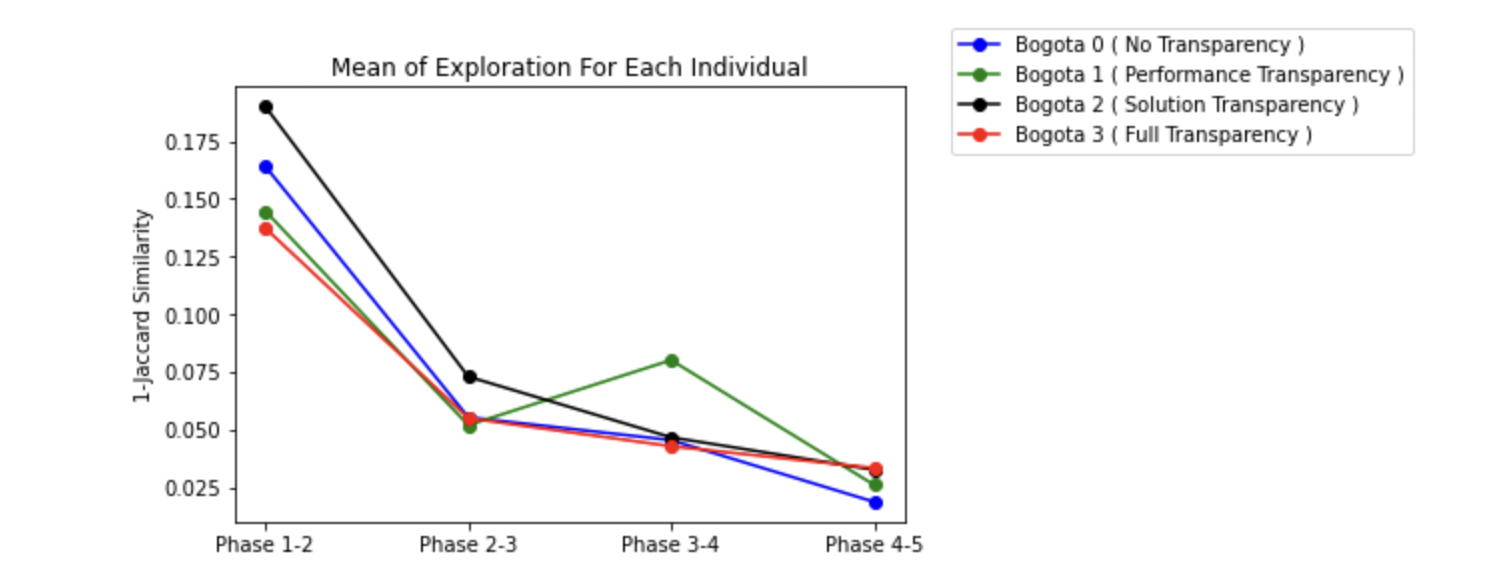 Mean of Exploration For Each Individual
Bogota 0 ( No Transparency )
Bogota 1 ( Performance Transparency )
Bogota 2 ( Solution Transparency )
Bogota 3 ( Full Transparency )
1-Jaccard Similarity
0.175
0.150
0.125
0.100
0.075
0.050
0.025
Phase 1-2 Phase 2-3 Phase 3-4 Phase 4-5